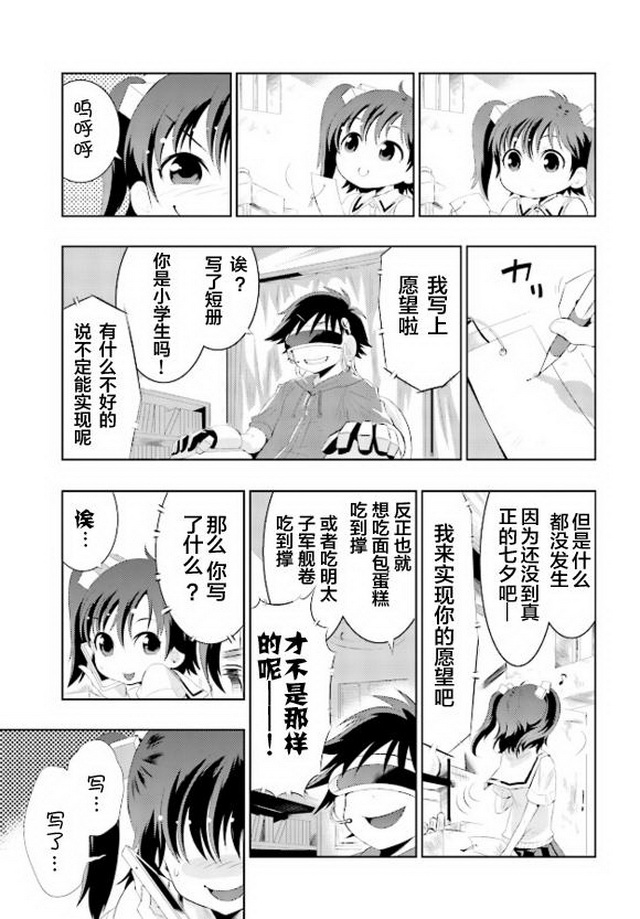 呜呼呼
カ
我写上
愿望啦
诶？
写了短册
你是小学生吗！
有什么不好的
说不定能实现呢
但是什么
都没发生
因为还没到真
正的七夕吧—
我来实现你的愿望吧
反正也就
想吃面包蛋糕
吃到撑
或者吃明太
子军舰卷
吃到撑
才不是那样
的呢——！
那么 你写
了什么？
诶…
写…
写了…